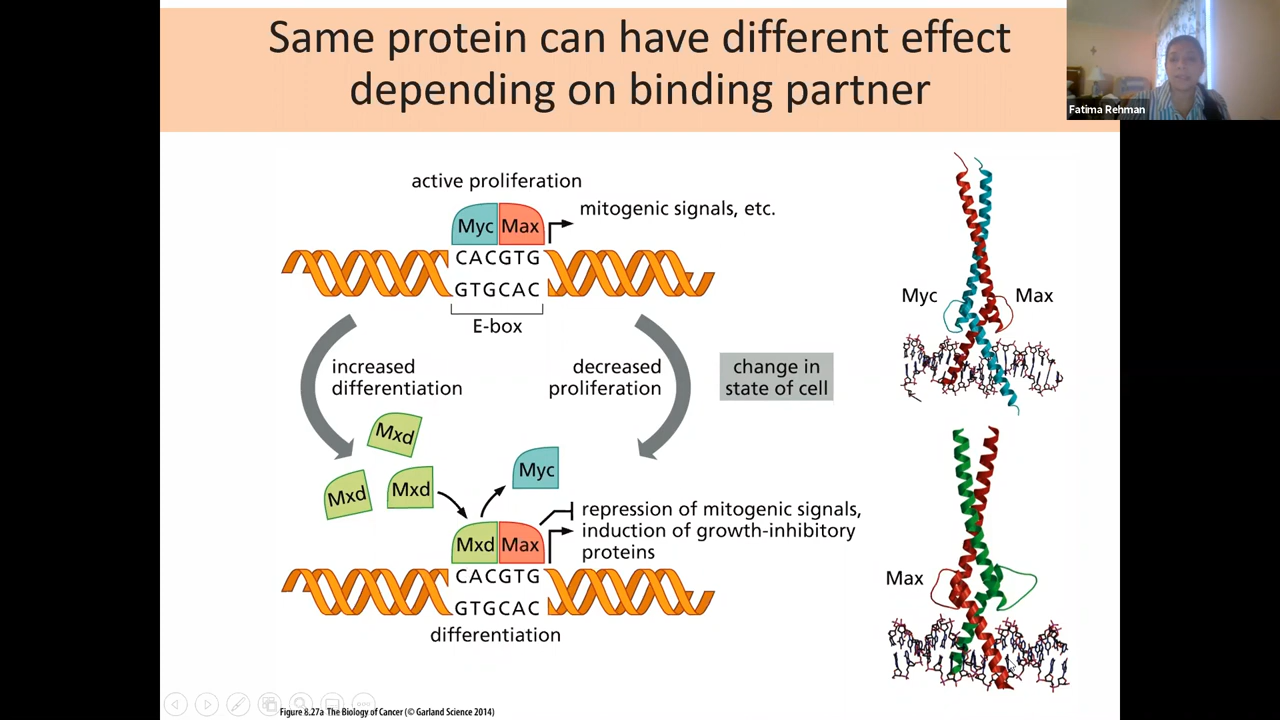 Same protein can have different effect
depending on binding partner
Fatima Rehman
active proliferation
mitogenic signals, etc.
Myc Max
CACGTG
GTGCAC
E-box
increased
differentiation
decreased
proliferation
change in
state of cell
Myc
Max
Mxd
Mxd
Mxd
Myc
repression of mitogenic signals,
induction of growth-inhibitory
proteins
Mxd Max
CACGTG
GTGCAC
differentiation
Max
Figure 8.27a The Biology of Cancer (© Garland Science 2014)